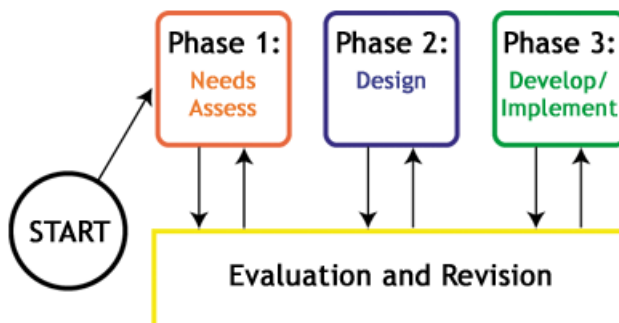 Phase 1:
Needs
Assess
Phase 2:
Design
Phase 3:
Develop/
Implement
START
Evaluation and Revision